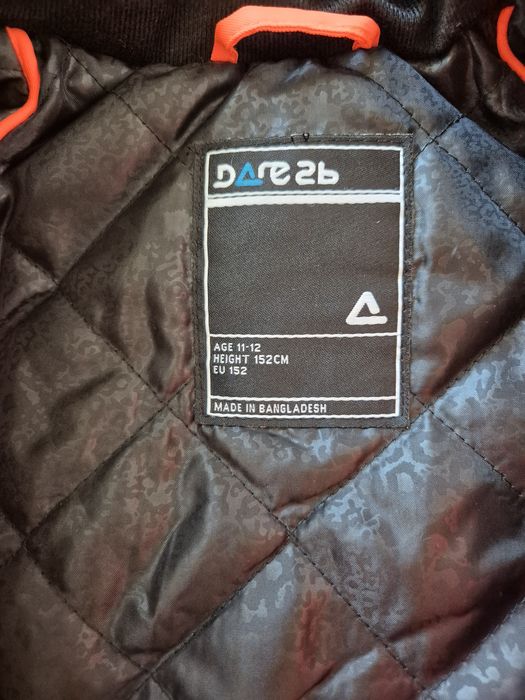 DARE2b
AGE 11-12
HEIGHT 152CM
EU 152
MADE IN BANGLADESH